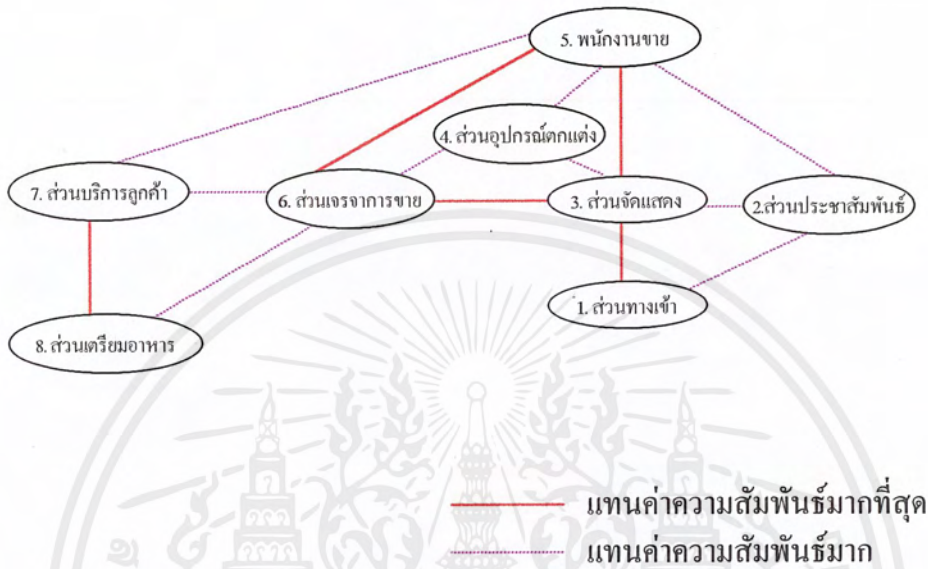 5. พนักงานขาย
4. ส่วนอุปกรณ์ตกแต่ง
7. ส่วนบริการลูกค้า
6. ส่วนเจรจาการขาย
3. ส่วนจัดแสดง
2.ส่วนประชาสัมพันธ์
1. ส่วนทางเข้า
8. ส่วนเตรียมอาหาร
แทนค่าความสัมพันธ์มากที่สุด
แทนค่าความสัมพันธ์มาก